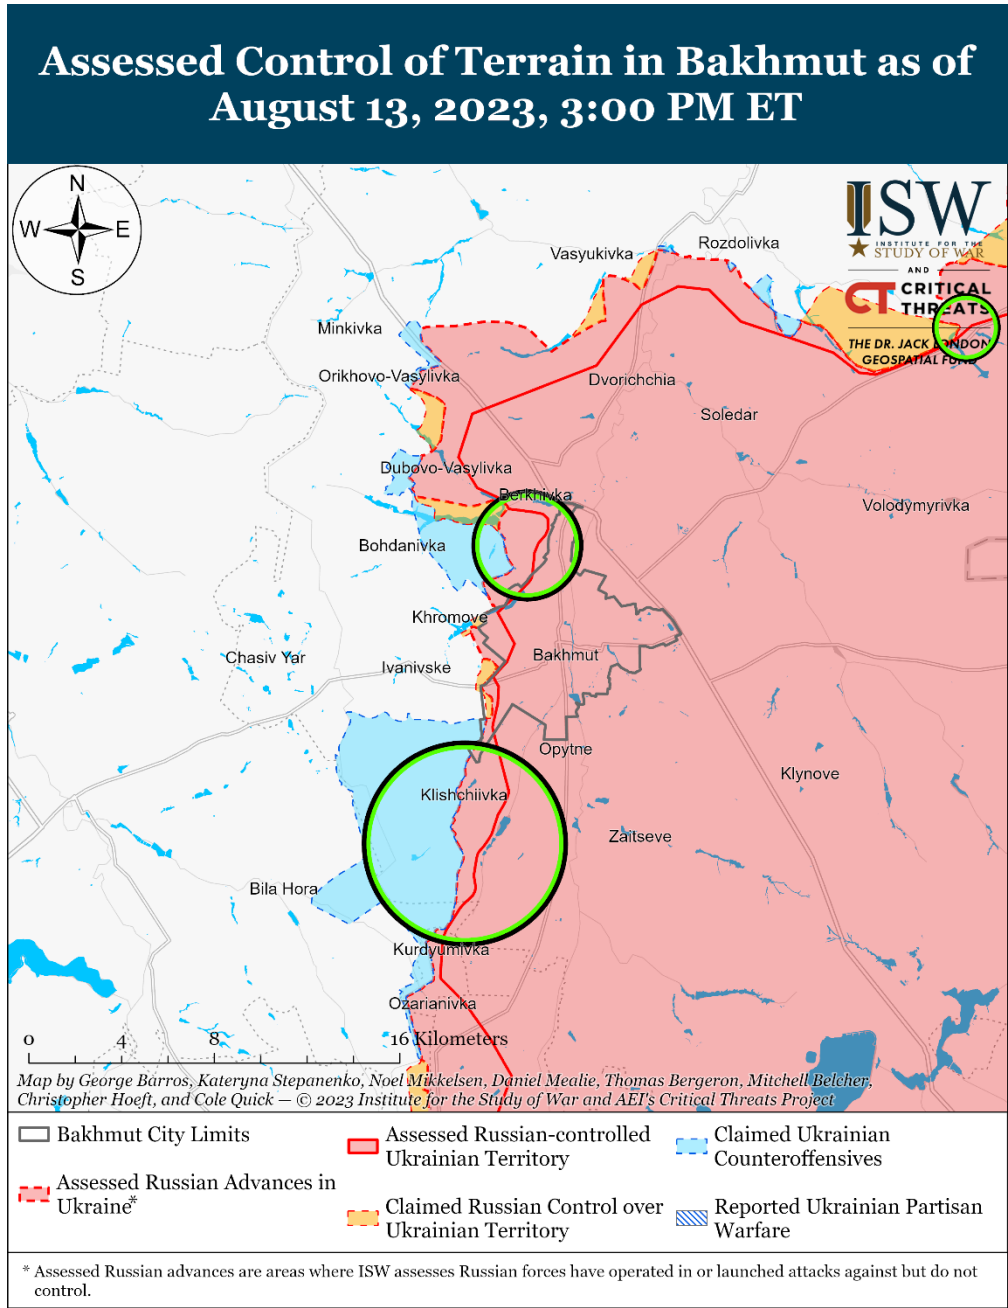 Assessed Control of Terrain in Bakhmut as of
August 13, 2023, 3:00 PM ET
N
W E
S
ISW
INSTITUTE FOR THE
STUDY OF WAR
AND
CT CRITICAL
THREATS
THE DR. JACK LONDON
GEOSPATIAL FUND
Rozdolivka
Vasyukivka
Minkivka
Orikhovo-Vasylivka
Dvorichchia
Soledar
Dubovo-Vasylivka
Berkhivka
Volodymyrivka
Bohdanivka
Khromove
Chasiv Yar
Ivanivske
Bakhmut
Opytne
Klynove
Klishchiivka
Zaitseve
Bila Hora
Kurdyumivka
Ozarianivka
0 4 8 16 Kilometers
Map by George Barros, Kateryna Stepanenko, Noel Mikkelsen, Daniel Mealie, Thomas Bergeron, Mitchell Belcher,
Christopher Hoeft, and Cole Quick — © 2023 Institute for the Study of War and AEI's Critical Threats Project
Bakhmut City Limits
Assessed Russian Advances in
Ukraine*
Assessed Russian-controlled
Ukrainian Territory
Claimed Russian Control over
Ukrainian Territory
Claimed Ukrainian
Counteroffensives
Reported Ukrainian Partisan
Warfare
* Assessed Russian advances are areas where ISW assesses Russian forces have operated in or launched attacks against but do not
control.